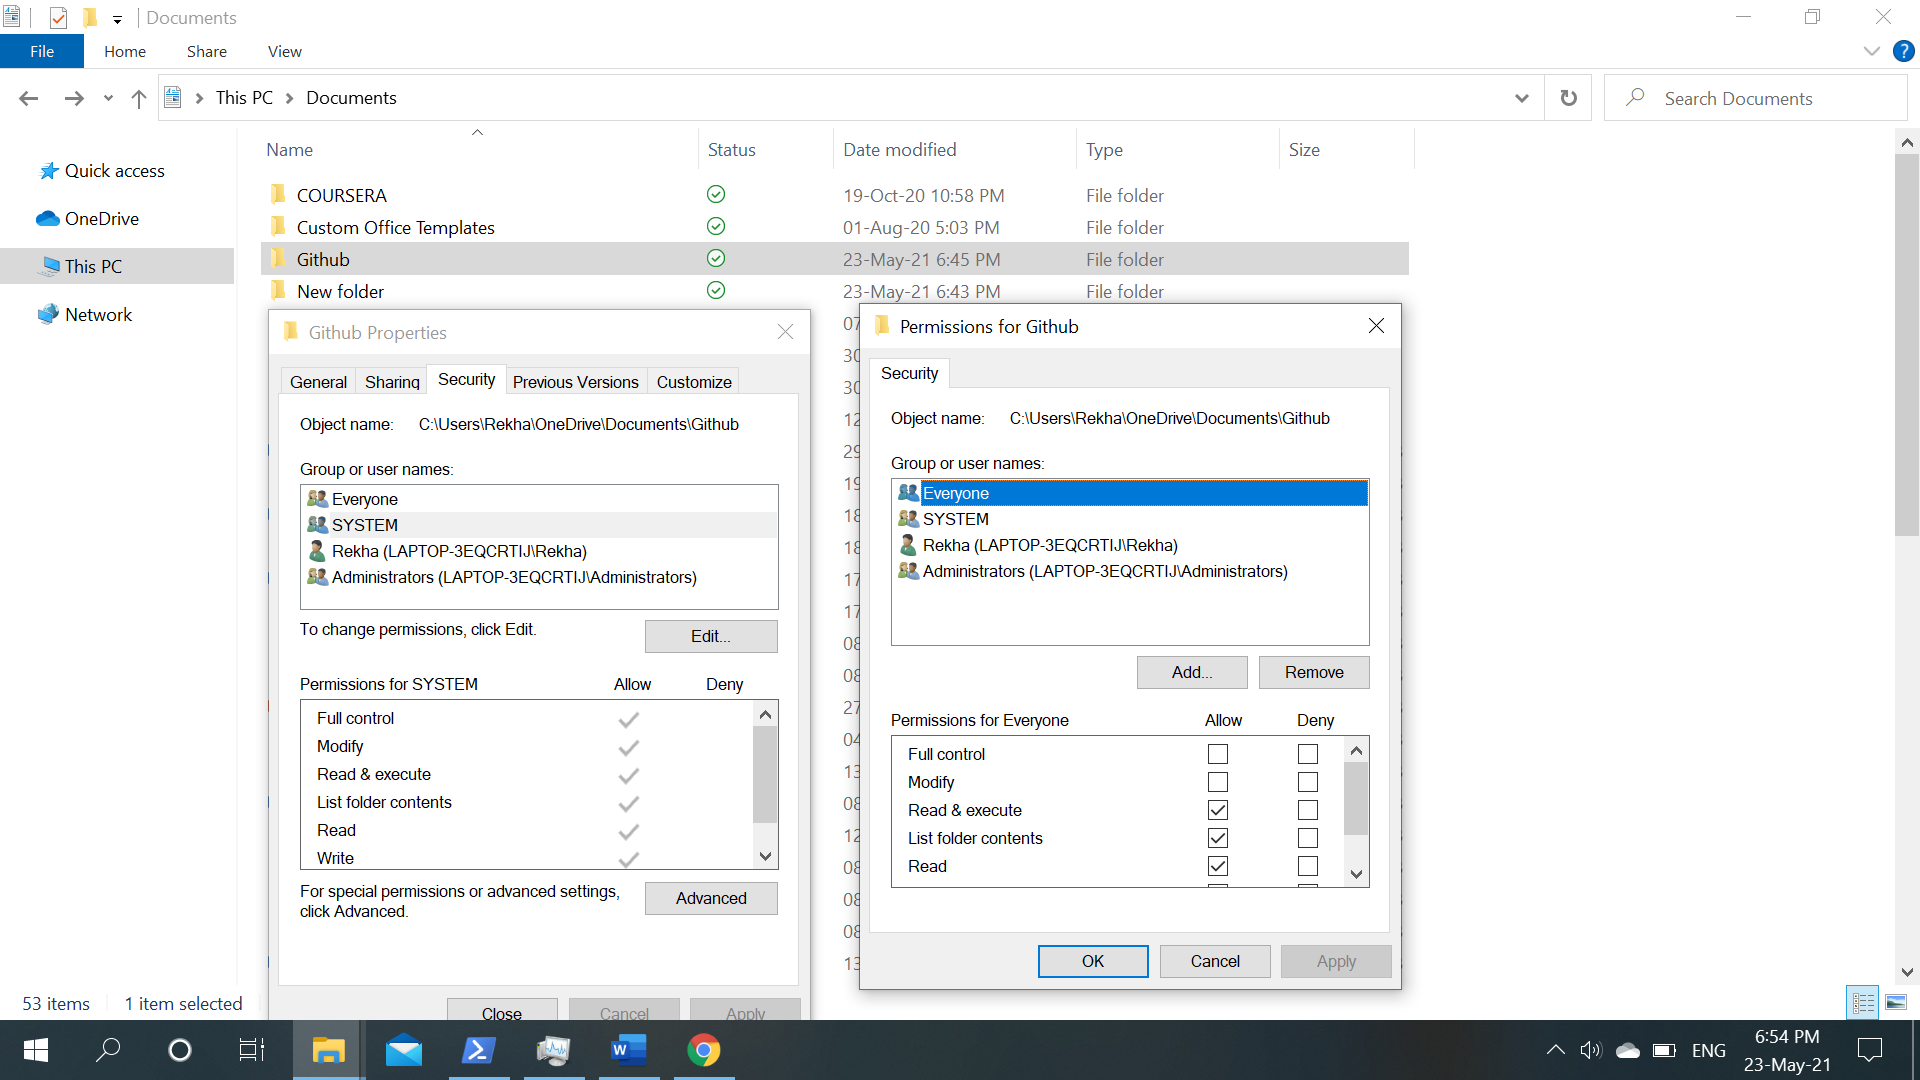 Documents
File Home Share View
This PC Documents
Search Documents
Name Status Date modified Type Size
Quick access
OneDrive
This PC
Network
COURSERA 19-Oct-20 10:58 PM File folder
Custom Office Templates 01-Aug-20 5:03 PM File folder
Github 23-May-21 6:45 PM File folder
New folder 23-May-21 6:43 PM File folder
Github Properties
General Sharing Security Previous Versions Customize
Object name: C:\Users\Rekha\OneDrive\Documents\Github
Group or user names:
Everyone
SYSTEM
Rekha (LAPTOP-3EQCRTIJ\Rekha)
Administrators (LAPTOP-3EQCRTIJ\Administrators)
To change permissions, click Edit.
Edit...
Permissions for SYSTEM Allow Deny
Full control
Modify
Read & execute
List folder contents
Read
Write
For special permissions or advanced settings,
click Advanced.
Advanced
Close Cancel Apply
07
30
30
12
29
19
18
18
17
17
08
08
27
04
13
08
12
08
08
08
13
Permissions for Github
Security
Object name: C:\Users\Rekha\OneDrive\Documents\Github
Group or user names:
Everyone
SYSTEM
Rekha (LAPTOP-3EQCRTIJ\Rekha)
Administrators (LAPTOP-3EQCRTIJ\Administrators)
Add... Remove
Permissions for Everyone Allow Deny
Full control
Modify
Read & execute
List folder contents
Read
OK Cancel Apply
53 items 1 item selected
ENG
6:54 PM
23-May-21